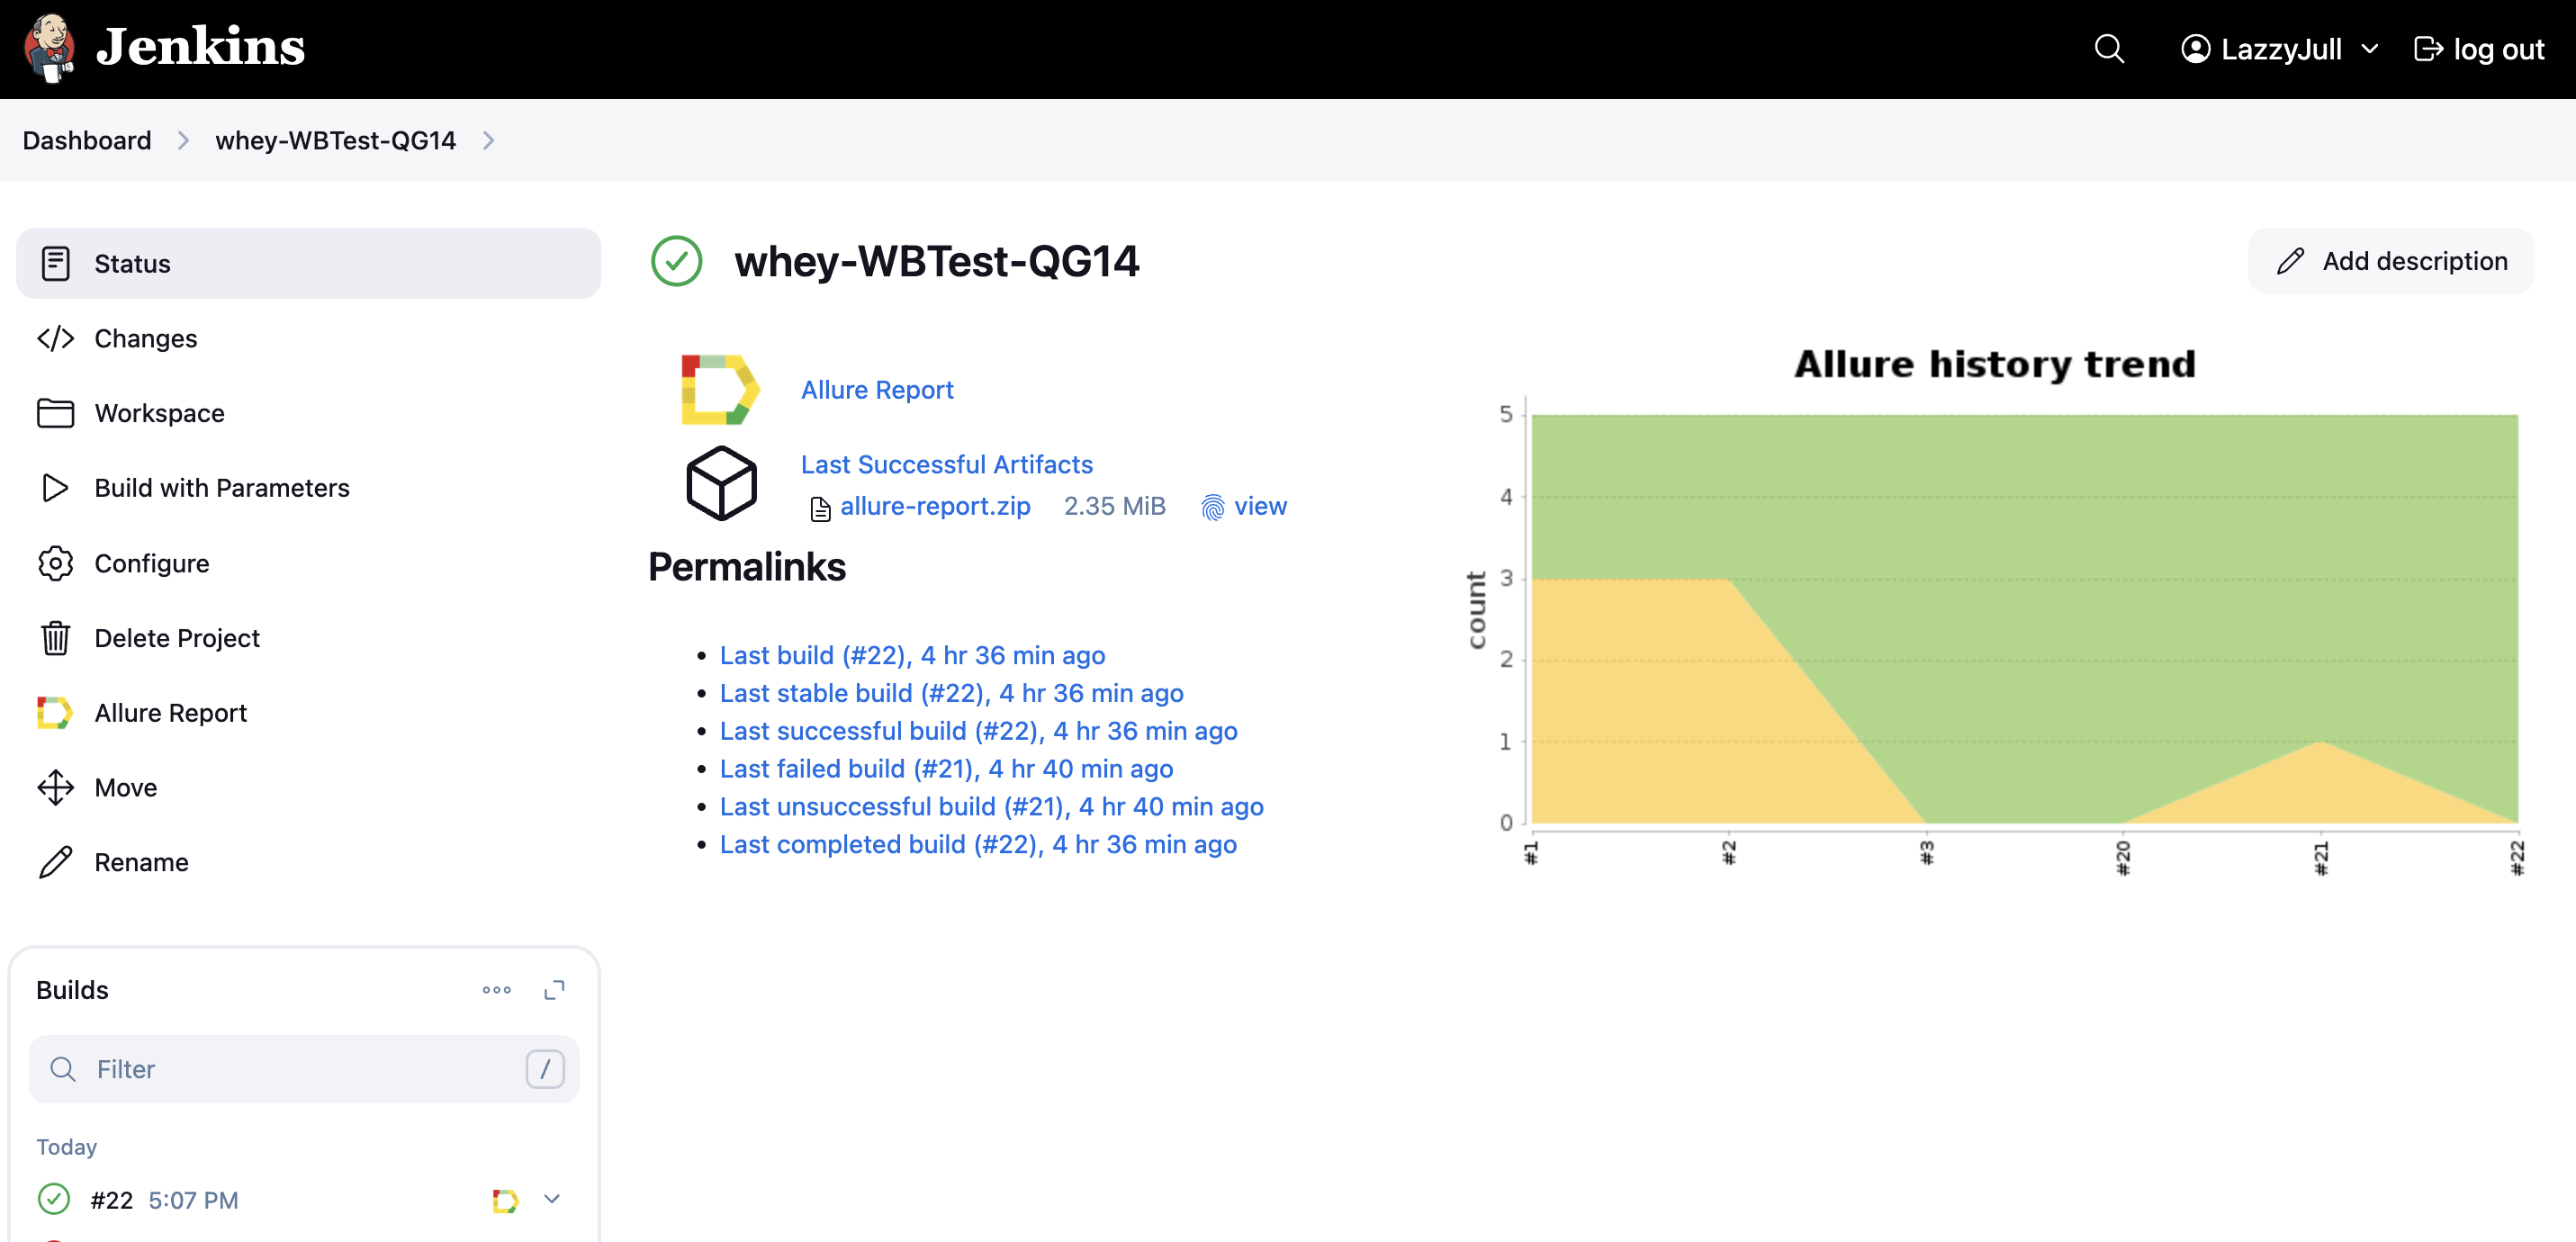 Jenkins
LazzyJull
log out
Dashboard
whey-WBTest-QG14
Status
Changes
Workspace
Build with Parameters
Configure
Delete Project
Allure Report
Move
Rename
Builds
Filter
/
Today
#22 5:07 PM
whey-WBTest-QG14
Add description
Allure Report
Last Successful Artifacts
allure-report.zip 2.35 MiB view
Permalinks
Last build (#22), 4 hr 36 min ago
Last stable build (#22), 4 hr 36 min ago
Last successful build (#22), 4 hr 36 min ago
Last failed build (#21), 4 hr 40 min ago
Last unsuccessful build (#21), 4 hr 40 min ago
Last completed build (#22), 4 hr 36 min ago
Allure history trend
count
5
4
3
2
1
0
#1
#2
#3
#20
#21
#22